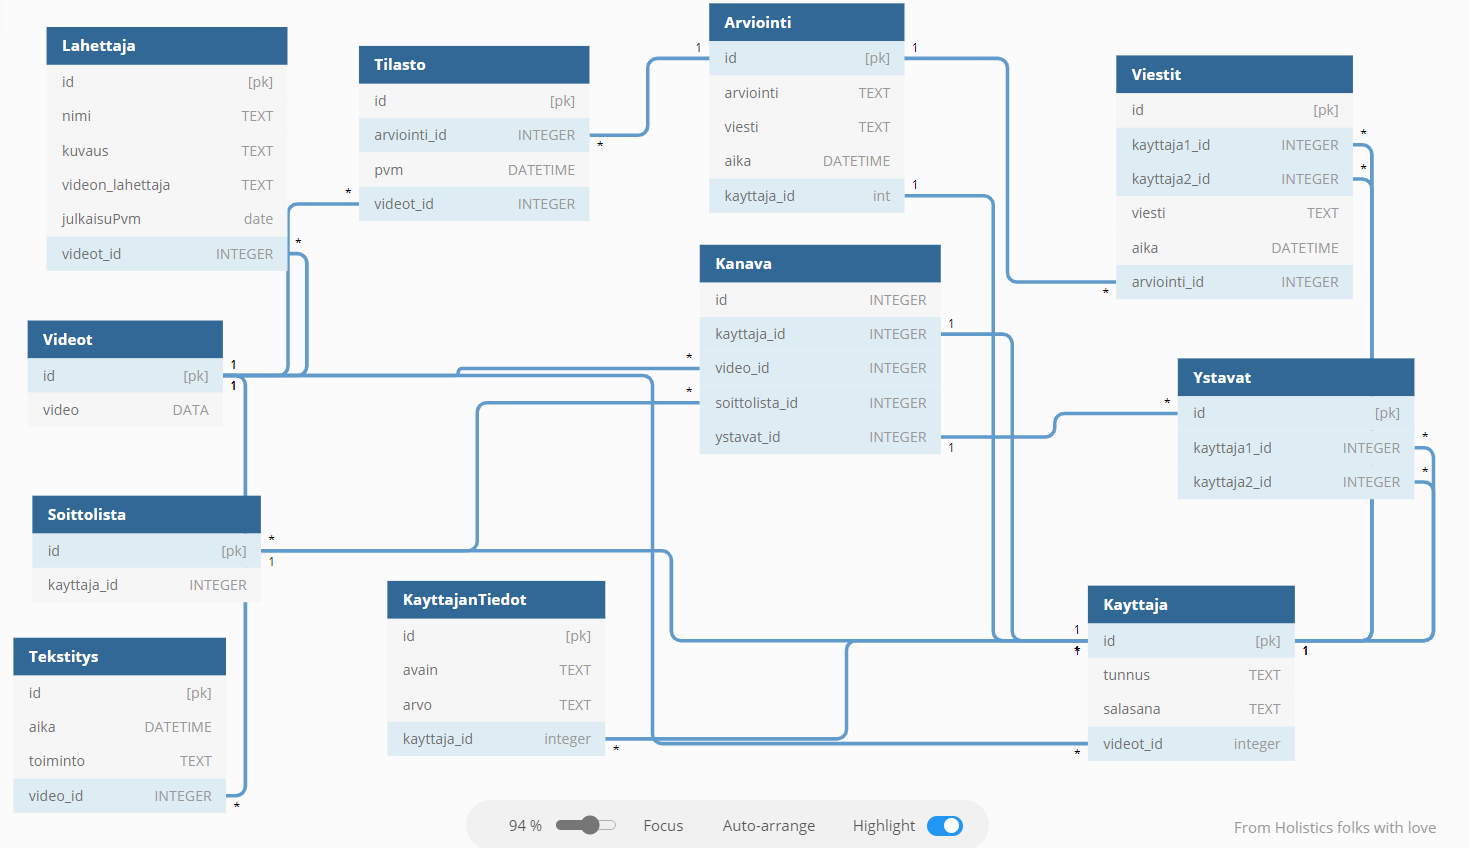 Lahettaja
id [pk]
nimi TEXT
kuvaus TEXT
videon_lahettaja TEXT
julkaisuPvm date
videot_id INTEGER
Tilasto
id [pk]
arviointi_id INTEGER
pvm DATETIME
videot_id INTEGER
Arviointi
id [pk]
arviointi TEXT
viesti TEXT
aika DATETIME
kayttaja_id int
Viestit
id [pk]
kayttaja1_id INTEGER
kayttaja2_id INTEGER
viesti TEXT
aika DATETIME
arviointi_id INTEGER
Kanava
id INTEGER
kayttaja_id INTEGER
video_id INTEGER
soittolista_id INTEGER
ystavat_id INTEGER
Videot
id [pk]
video DATA
Ystavat
id [pk]
kayttaja1_id INTEGER
kayttaja2_id INTEGER
Soittolista
id [pk]
kayttaja_id INTEGER
KayttajanTiedot
id [pk]
avain TEXT
arvo TEXT
kayttaja_id integer
Kayttaja
id [pk]
tunnus TEXT
salasana TEXT
videot_id integer
Tekstitys
id [pk]
aika DATETIME
toiminto TEXT
video_id INTEGER
1
*
*
*
1
1
*
*
*
1
1
*
*
1
1
*
*
*
*
1
1
*
1
*
*
*
94 % Focus Auto-arrange Highlight
From Holistics folks with love